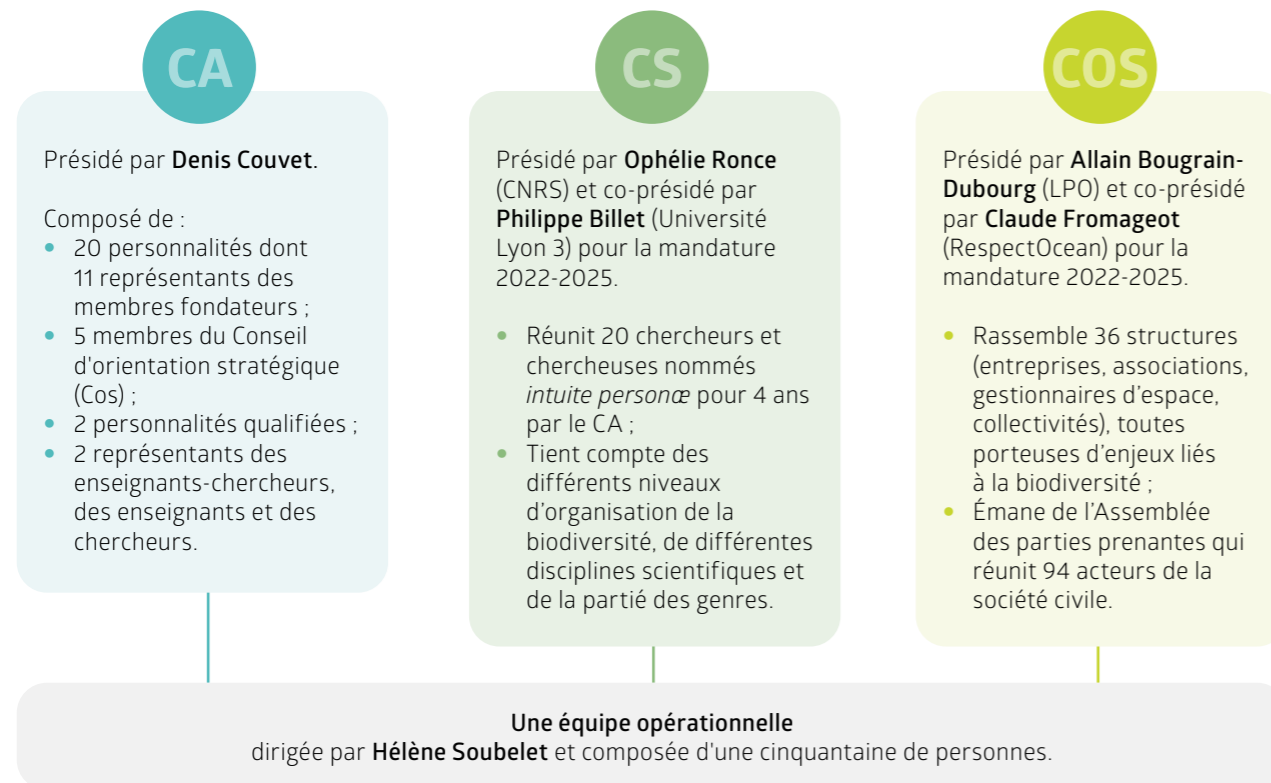 CA
Présidé par Denis Couvet.
Composé de :
• 20 personnalités dont
11 représentants des
membres fondateurs ;
• 5 membres du Conseil
d'orientation stratégique
(Cos) ;
• 2 personnalités qualifiées ;
• 2 représentants des
enseignants-chercheurs,
des enseignants et des
chercheurs.
CS
Présidé par Ophélie Ronce
(CNRS) et co-présidé par
Philippe Billet (Université
Lyon 3) pour la mandature
2022-2025.
• Réunit 20 chercheurs et
chercheuses nommés
intuite personæ pour 4 ans
par le CA ;
• Tient compte des
différents niveaux
d’organisation de la
biodiversité, de différentes
disciplines scientifiques et
de la partié des genres.
COS
Présidé par Allain Bougrain-
Dubourg (LPO) et co-présidé
par Claude Fromageot
(RespectOcean) pour la
mandature 2022-2025.
• Rassemble 36 structures
(entreprises, associations,
gestionnaires d’espace,
collectivités), toutes
porteuses d’enjeux liés
à la biodiversité ;
• Émane de l’Assemblée
des parties prenantes qui
réunit 94 acteurs de la
société civile.
Une équipe opérationnelle
dirigée par Hélène Soubelet et composée d'une cinquantaine de personnes.